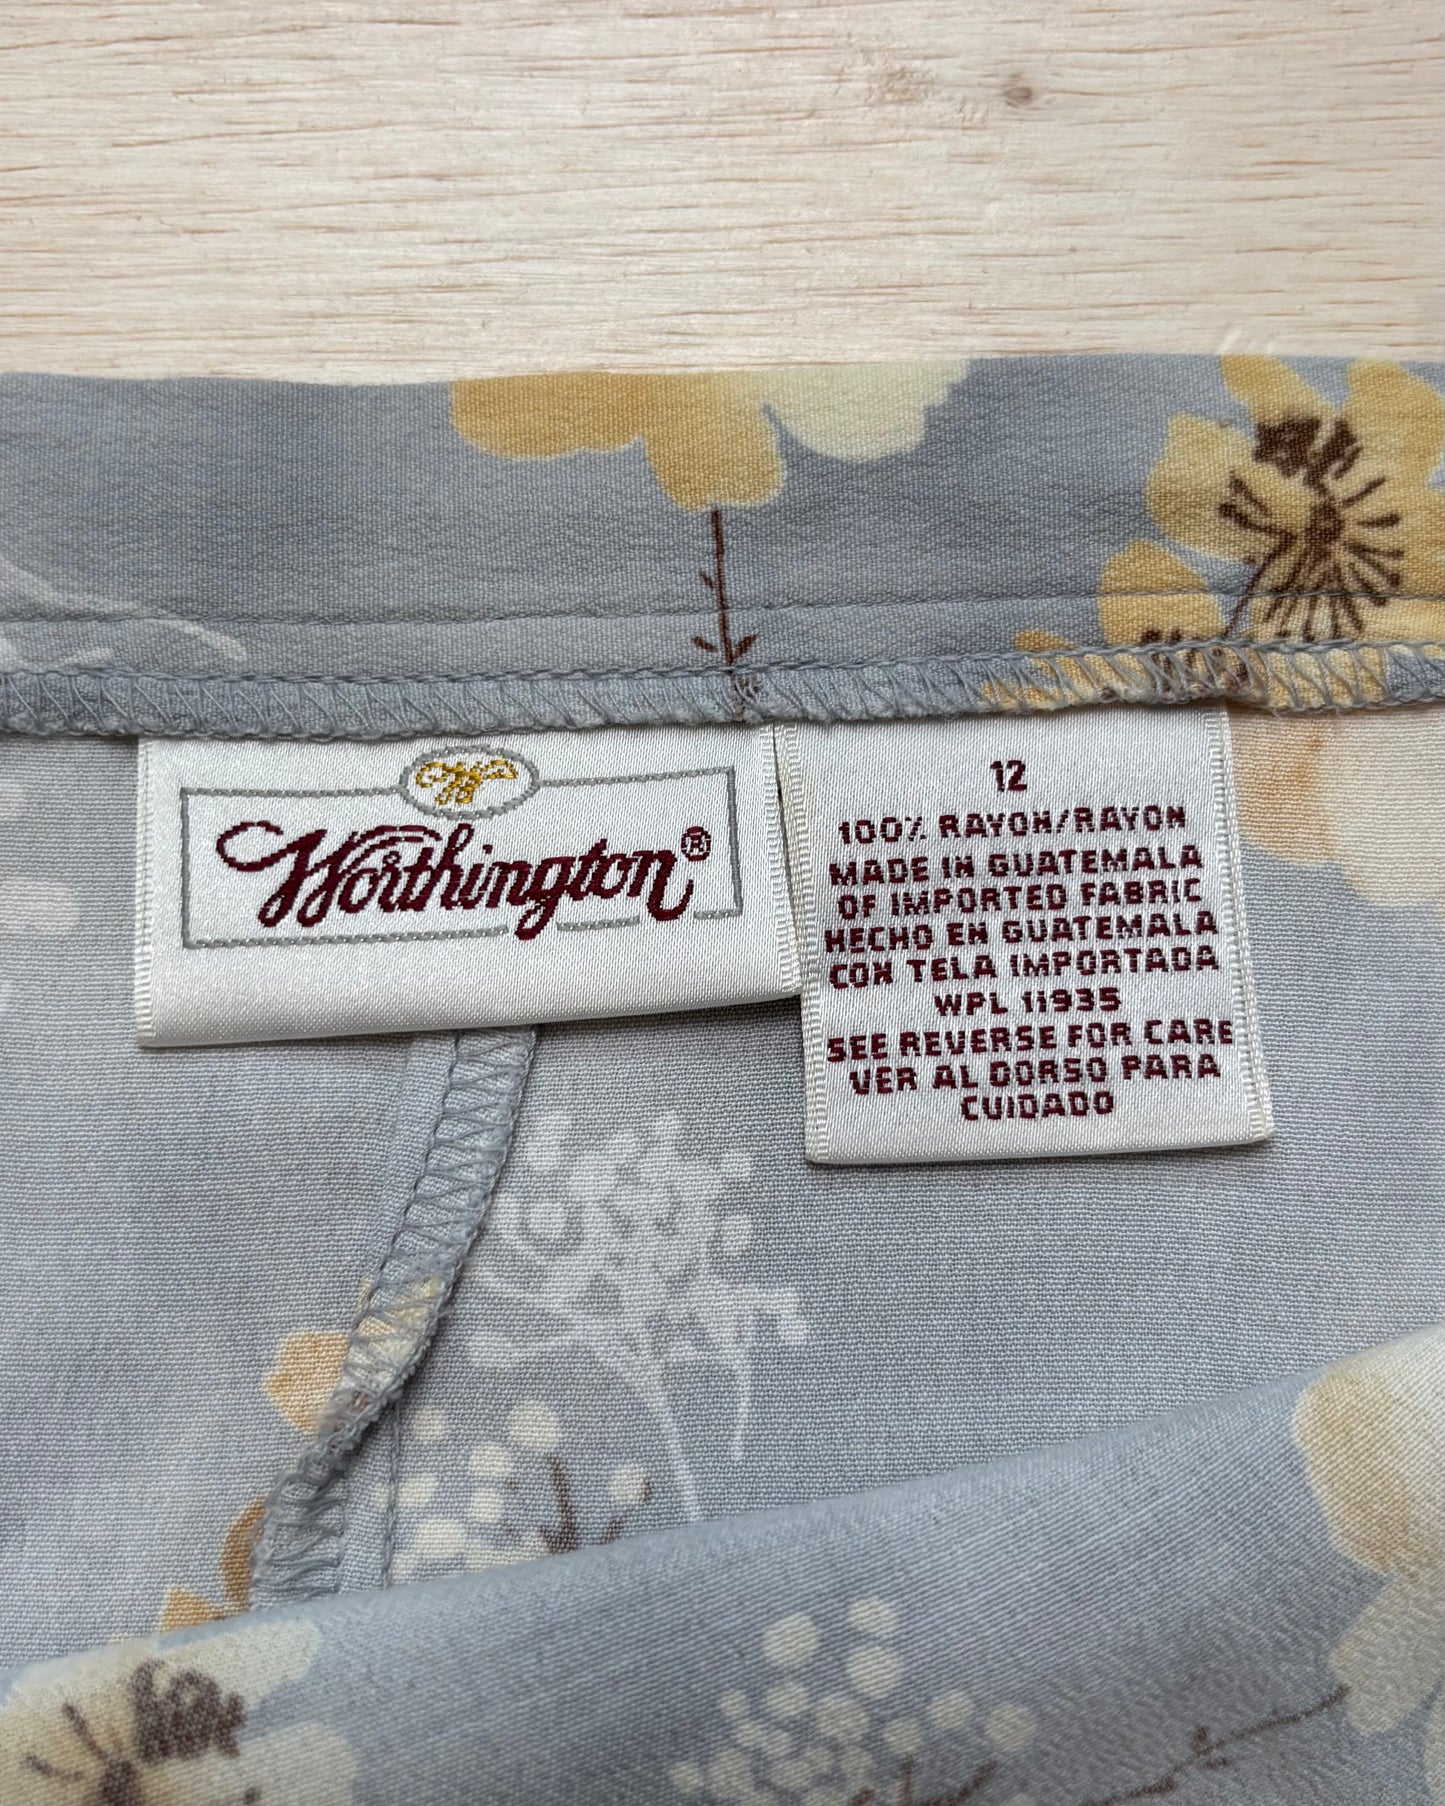 Worthington®
12
100% RAYON/RAYON
MADE IN GUATEMALA
OF IMPORTED FABRIC
HECHO EN GUATEMALA
CON TELA IMPORTADA
WPL 11935
SEE REVERSE FOR CARE
VER AL DORSO PARA
CUIDADO